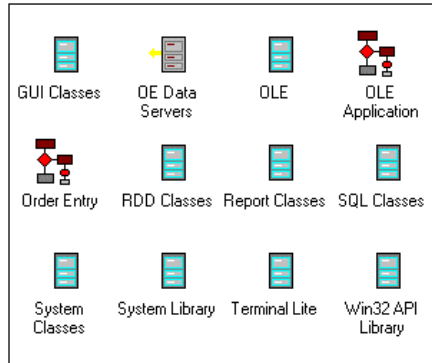 GUI Classes
OE Data
Servers
OLE
OLE
Application
Order Entry
RDD Classes
Report Classes
SQL Classes
System
Classes
System Library
Terminal Lite
Win32 API
Library